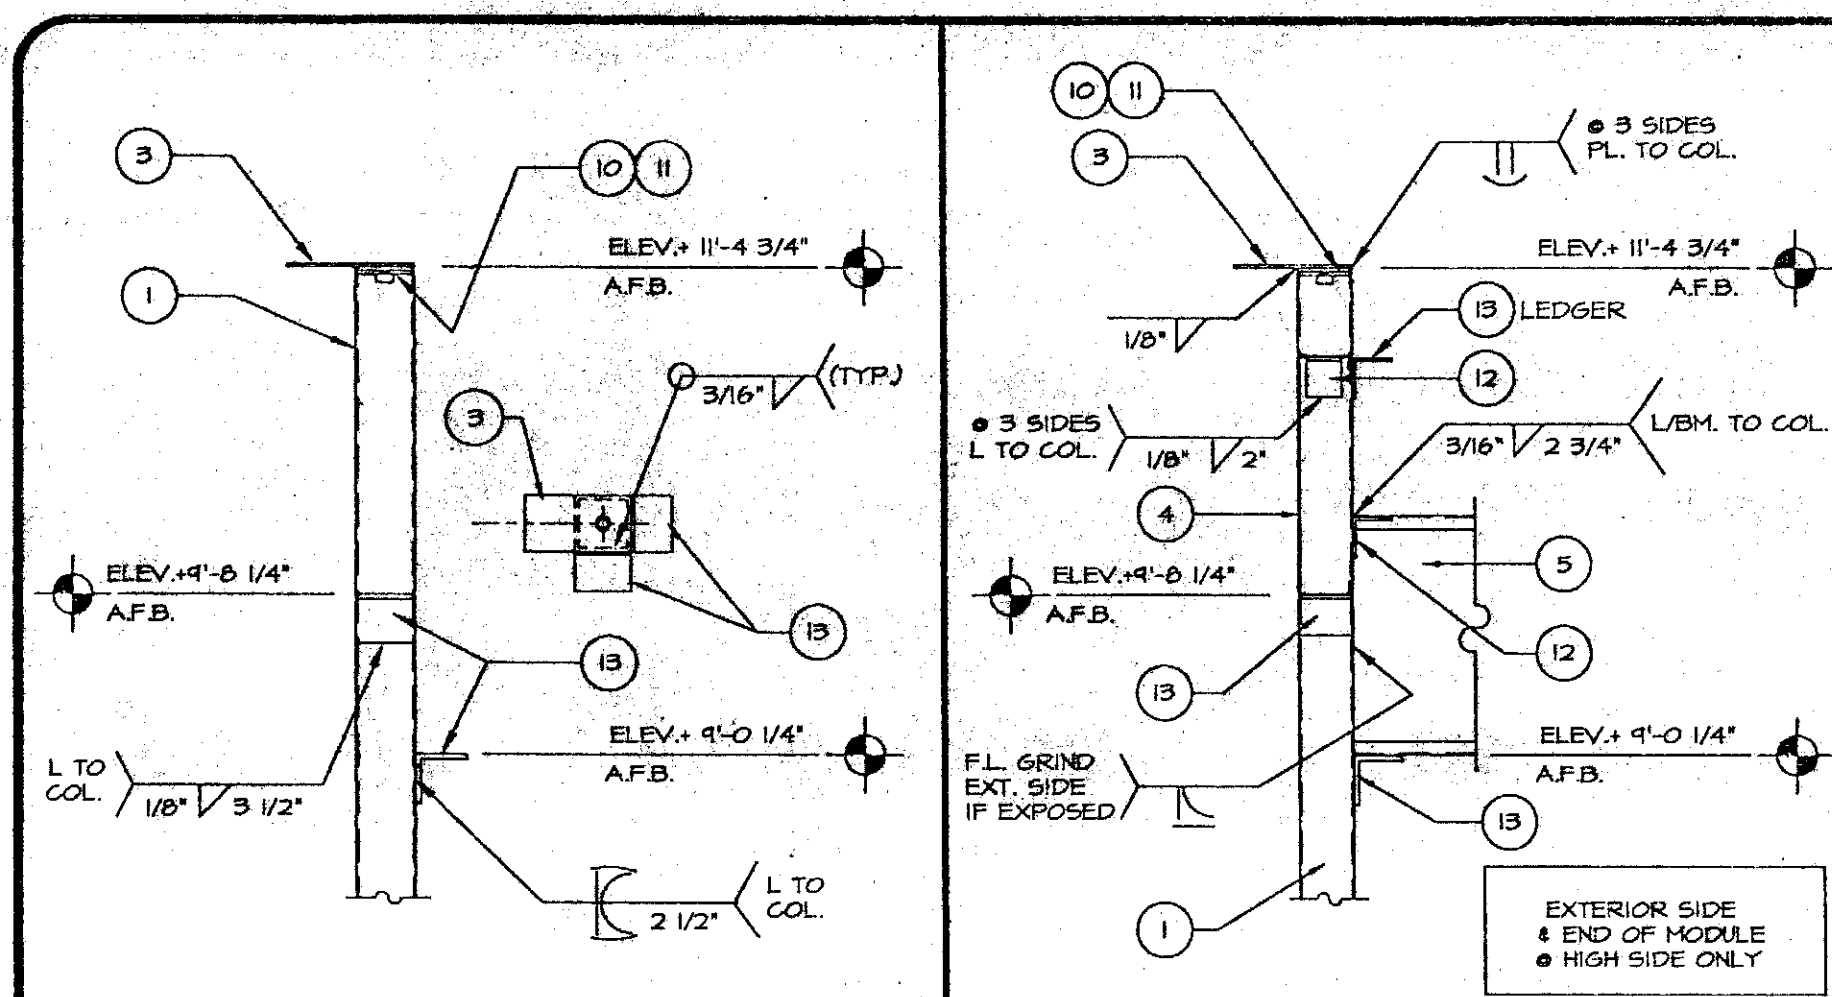 3
10 11
ELEV.+ 11'-4 3/4"
A.F.B.
1
3/16" (TYP.)
3
ELEV.+9'-8 1/4"
A.F.B.
13
13
ELEV.+ 9'-0 1/4"
A.F.B.
L TO
COL.
1/8" 3 1/2"
L TO
COL.
2 1/2"
10 11
3
@ 3 SIDES
PL. TO COL.
ELEV.+ 11'-4 3/4"
A.F.B.
13 LEDGER
1/8"
12
@ 3 SIDES
L TO COL.
1/8" 2"
3/16" 2 3/4"
L/BM. TO COL.
4
5
ELEV.+9'-8 1/4"
A.F.B.
12
13
ELEV.+ 9'-0 1/4"
A.F.B.
F.L. GRIND
EXT. SIDE
IF EXPOSED
13
1
EXTERIOR SIDE
& END OF MODULE
@ HIGH SIDE ONLY